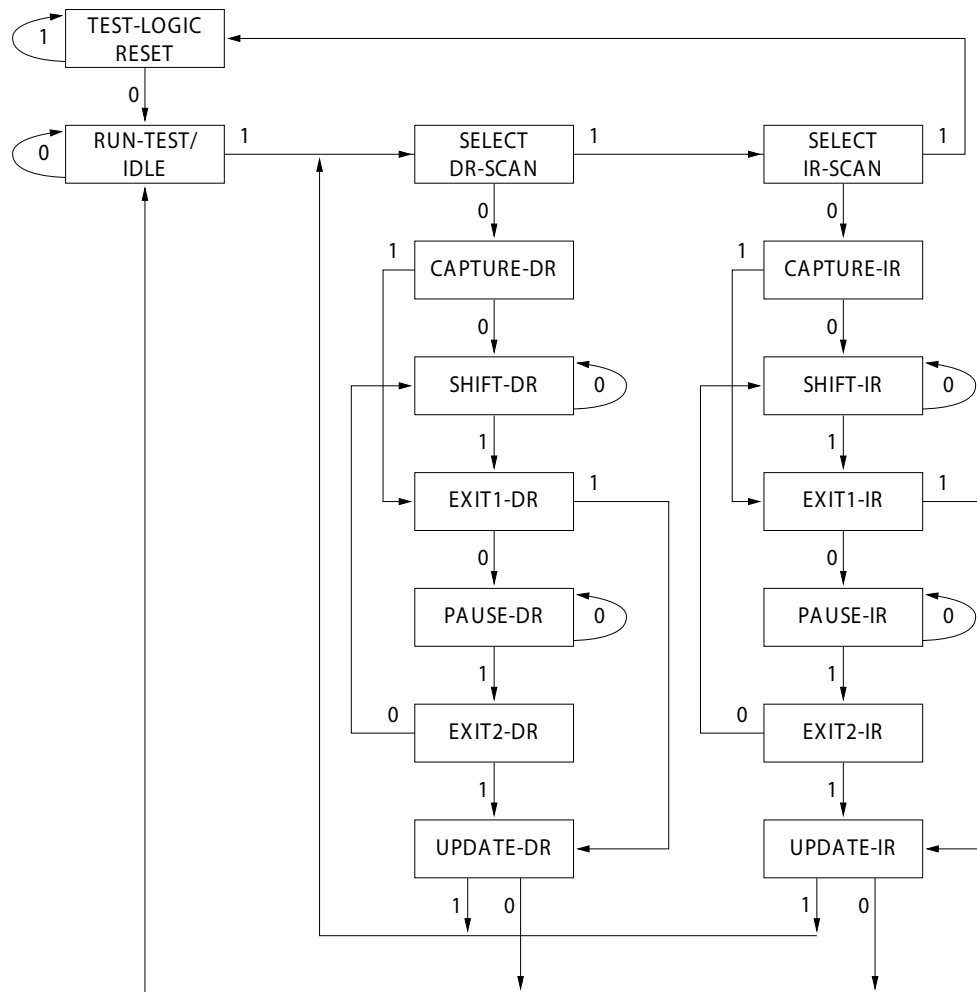 TEST-LOGIC
RESET
1
0
RUN-TEST/
IDLE
0
1
SELECT
DR-SCAN
1
SELECT
IR-SCAN
1
0
0
1
CAPTURE-DR
1
CAPTURE-IR
0
0
SHIFT-DR
0
SHIFT-IR
0
1
1
EXIT1-DR
1
EXIT1-IR
1
0
0
PAUSE-DR
0
PAUSE-IR
0
1
1
0
EXIT2-DR
0
EXIT2-IR
1
1
UPDATE-DR
UPDATE-IR
1
0
1
0